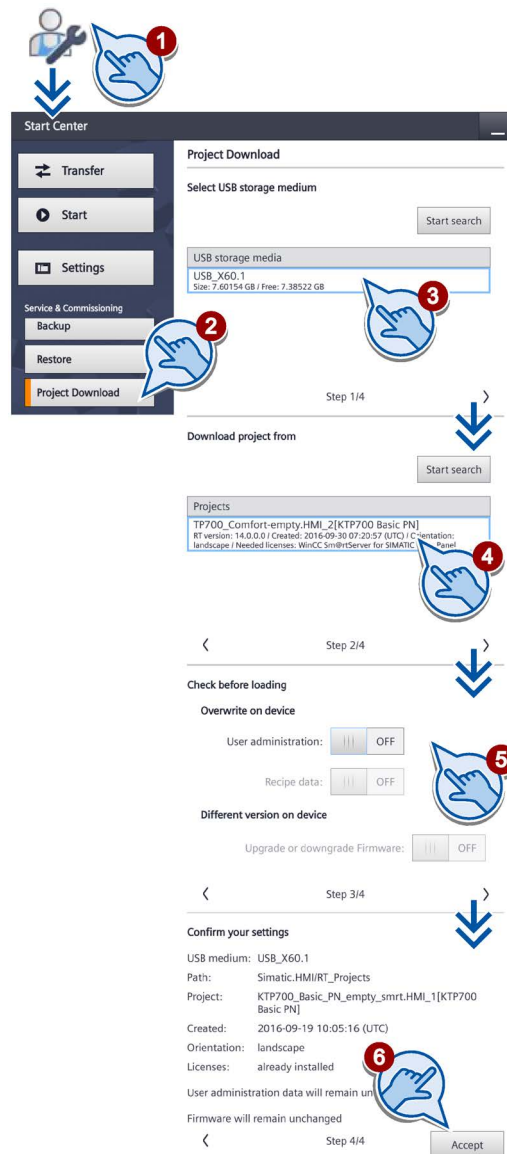 1
Start Center
Project Download
Transfer
Select USB storage medium
Start
Start search
USB storage media
Settings
USB_X60.1
Size: 7.60154 GB / Free: 7.38522 GB
3
Service & Commissioning
Backup
2
Restore
Project Download
Step 1/4
Download project from
Start search
Projects
TP700_Comfort-empty.HMI_2[KTP700 Basic PN]
RT version: 14.0.0.0 / Created: 2016-09-30 07:20:57 (UTC) /
landscape / Needed licenses: WinCC Sm@rtServer for SIMATIC Panel
4
Step 2/4
Check before loading
Overwrite on device
User administration: OFF
5
Recipe data: OFF
Different version on device
Upgrade or downgrade Firmware: OFF
Step 3/4
Confirm your settings
USB medium: USB_X60.1
Path: Simatic.HMI/RT_Projects
Project: KTP700_Basic_PN_empty_smrt.HMI_1[KTP700
Basic PN]
Created: 2016-09-19 10:05:16 (UTC)
Orientation: landscape
Licenses: already installed
6
User administration data will remain
Firmware will remain unchanged
Step 4/4
Accept